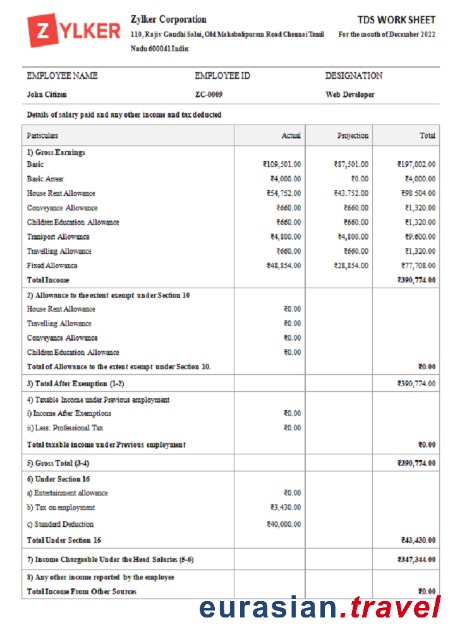 ZYLKER
Zylker Corporation
TDS WORK SHEET
110, Rajiv Gandhi Salai, Old Mahabalipuram Road Chennai Tamil
Nadu 600041 India
For the month of December 2022
EMPLOYEE NAME EMPLOYEE ID DESIGNATION
John Citizen ZC-0009 Web Developer
Details of salary paid and any other income and tax deducted
Particulars Actual Projection Total
1) Gross Earnings
Basic ₹109,501.00 ₹87,501.00 ₹197,002.00
Basic Arrear ₹4,000.00 ₹0.00 ₹4,000.00
House Rent Allowance ₹54,752.00 ₹43,752.00 ₹98,504.00
Conveyance Allowance ₹660.00 ₹660.00 ₹1,320.00
Children Education Allowance ₹660.00 ₹660.00 ₹1,320.00
Transport Allowance ₹4,800.00 ₹4,800.00 ₹9,600.00
Travelling Allowance ₹660.00 ₹660.00 ₹1,320.00
Fixed Allowance ₹48,854.00 ₹28,854.00 ₹77,708.00
Total Income ₹390,774.00
2) Allowance to the extent exempt under Section 10
House Rent Allowance ₹0.00
Travelling Allowance ₹0.00
Conveyance Allowance ₹0.00
Children Education Allowance ₹0.00
Total of Allowance to the extent exempt under Section 10. ₹0.00
3) Total After Exemption (1-2) ₹390,774.00
4) Taxable Income under Previous employment
i) Income After Exemptions ₹0.00
ii) Less: Professional Tax ₹0.00
Total taxable income under Previous employment ₹0.00
5) Gross Total (3-4) ₹390,774.00
6) Under Section 16
a) Entertainment allowance ₹0.00
b) Tax on employment ₹3,430.00
c) Standard Deduction ₹40,000.00
Total Under Section 16 ₹43,430.00
7) Income Chargeable Under the Head Salaries (5-6) ₹347,344.00
8) Any other income reported by the employee
Total Income From Other Sources ₹0.00
eurasian.travel